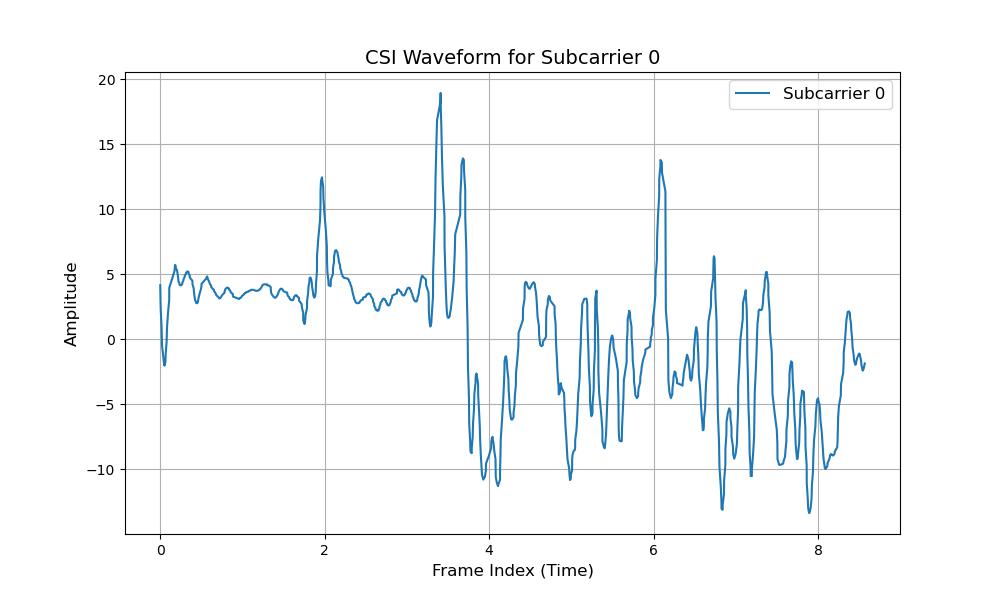 CSI Waveform for Subcarrier 0
Subcarrier 0
Amplitude
20
15
10
5
0
−5
−10
0 2 4 6 8
Frame Index (Time)